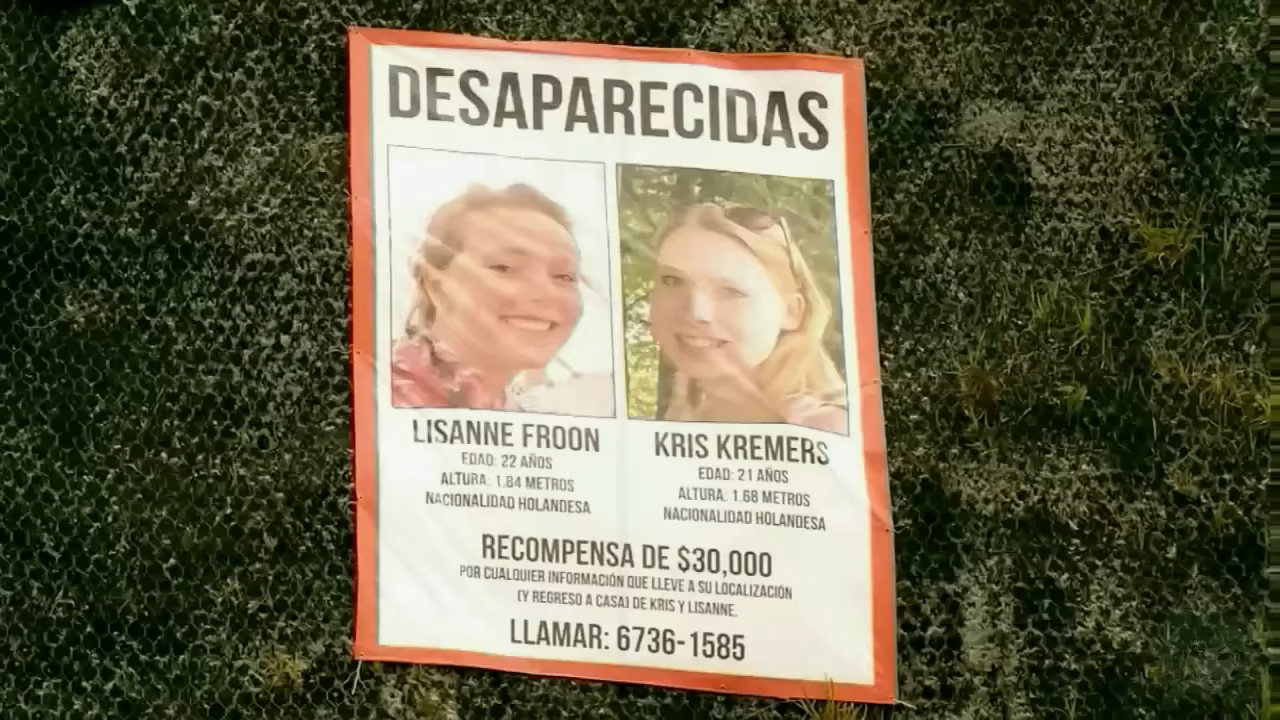 DESAPARECIDAS
LISANNE FROON
EDAD: 22 AÑOS
ALTURA: 1.84 METROS
NACIONALIDAD HOLANDESA
KRIS KREMERS
EDAD: 21 AÑOS
ALTURA: 1.68 METROS
NACIONALIDAD HOLANDESA
RECOMPENSA DE $30,000
POR CUALQUIER INFORMACIÓN QUE LLEVE A SU LOCALIZACIÓN
(Y REGRESO A CASA) DE KRIS Y LISANNE.
LLAMAR: 6736-1585